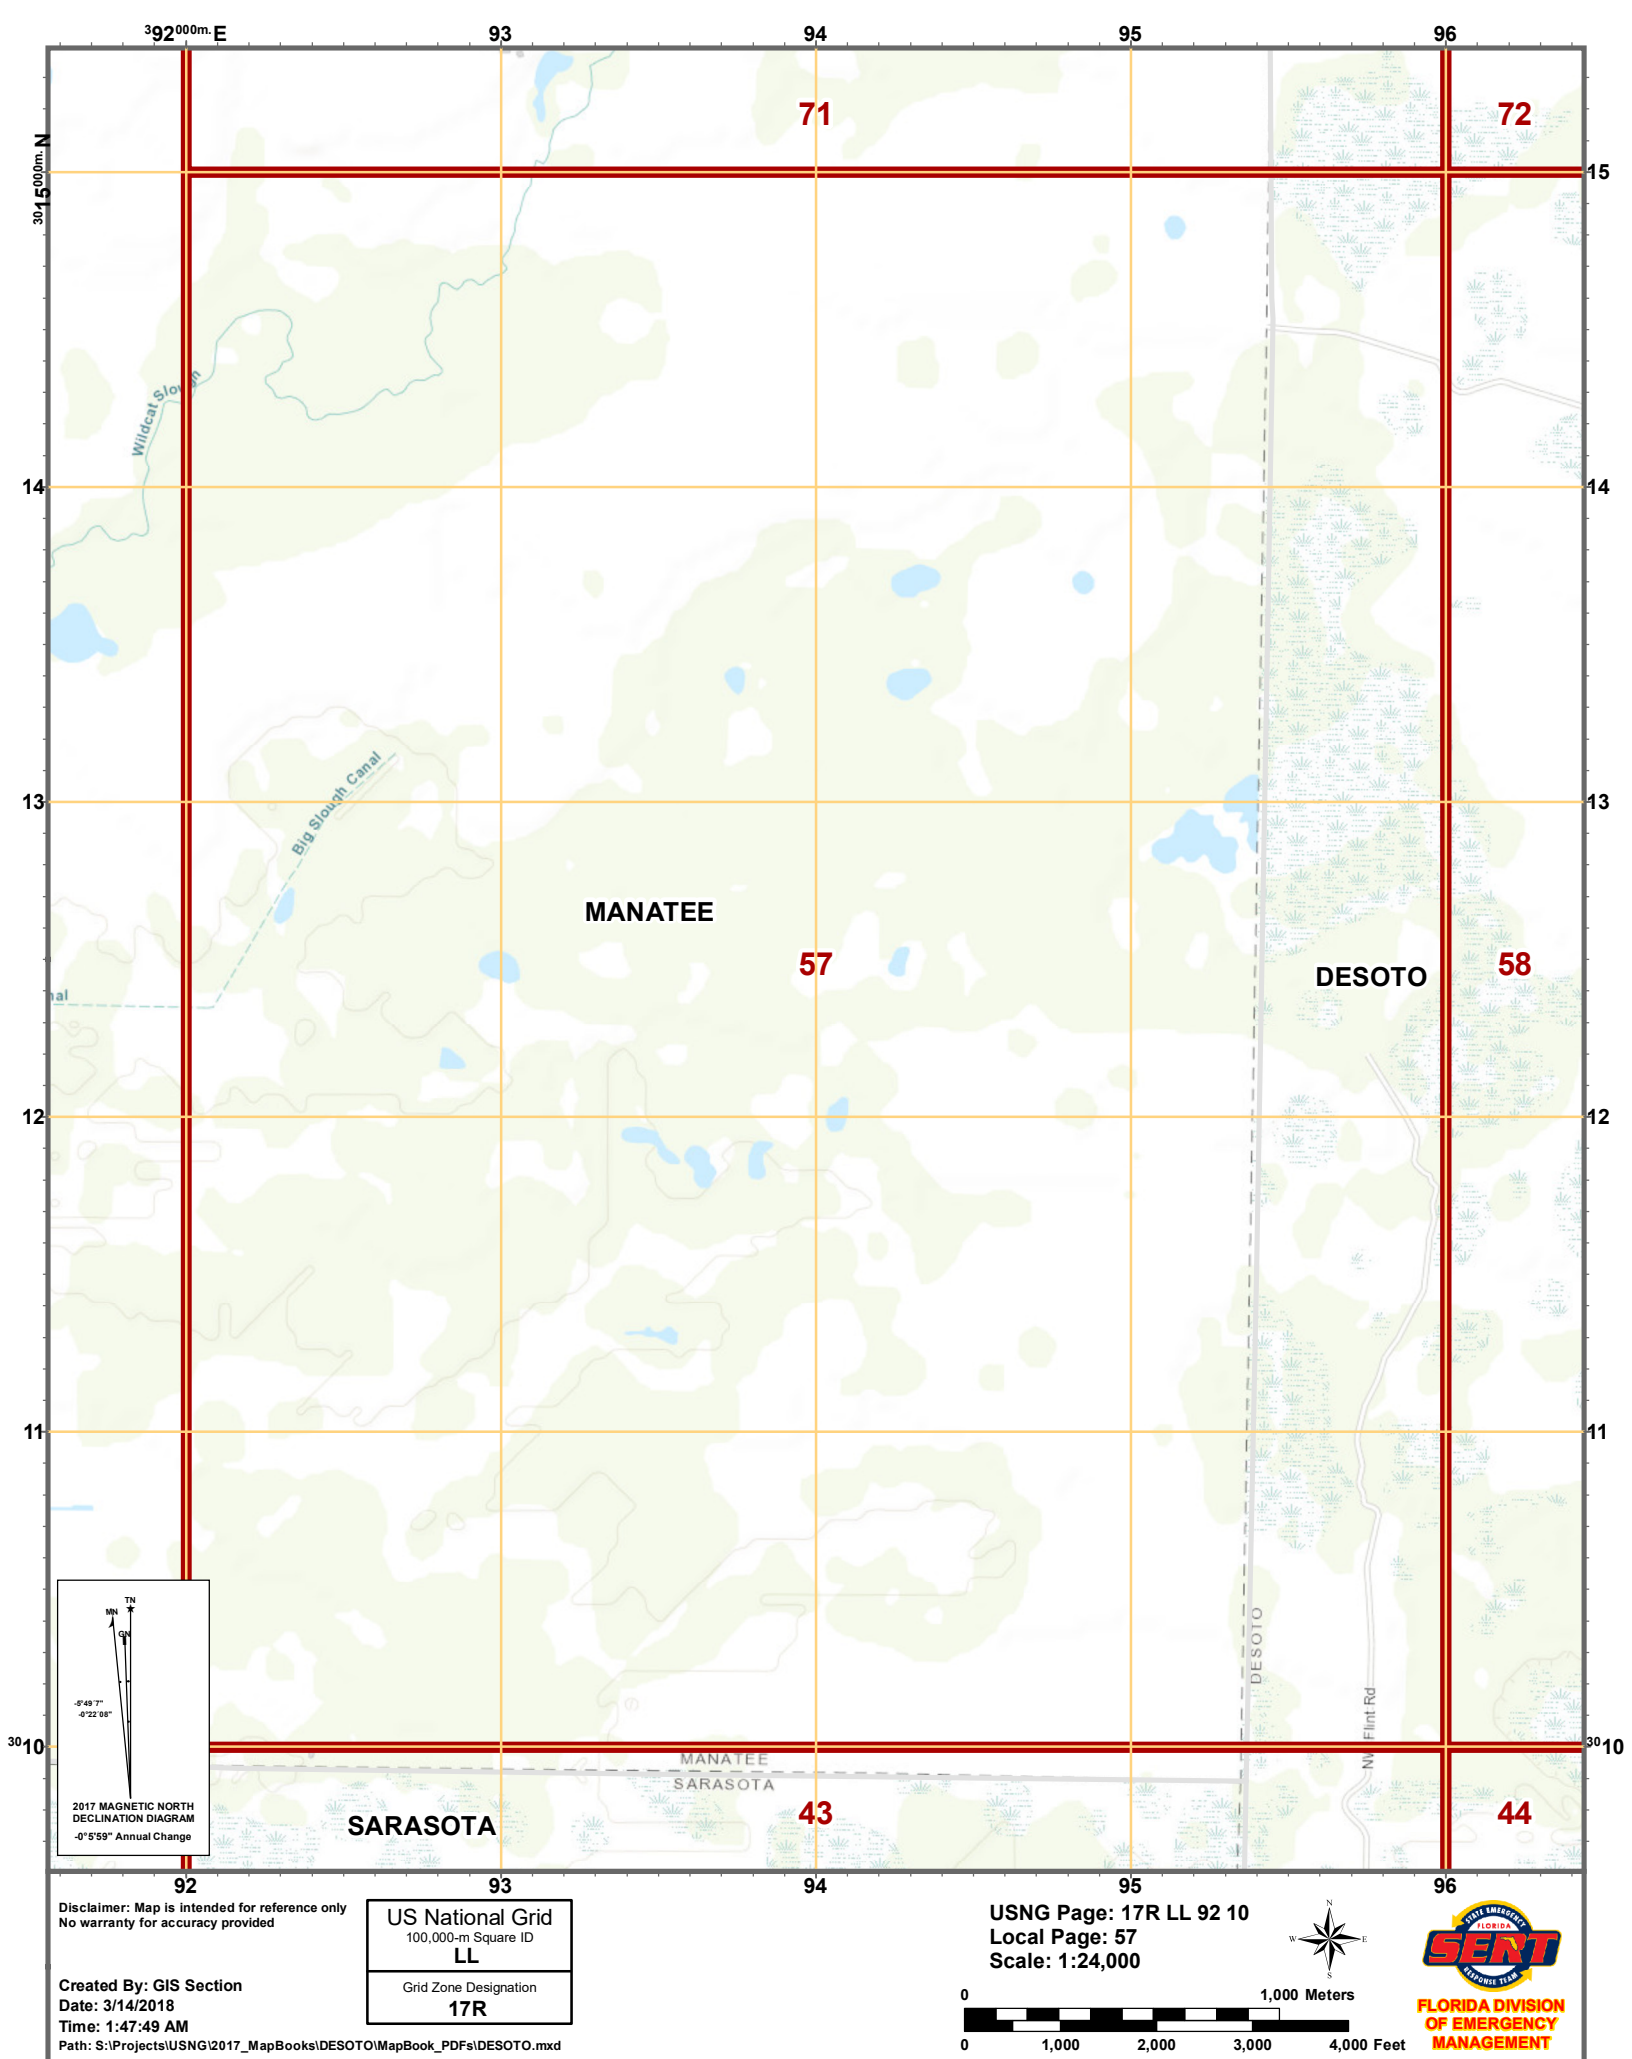 392000m.E 93 94 95 96
71 72
3015000m.N 15
Wildcat Slough
14 14
Big Slough Canal
13 13
MANATEE
57 58
DESOTO
nal
12 12
11 11
DESOTO
NW Flint Rd
TN
MN
GN
-5°49'7"
-0°22'08"
2017 MAGNETIC NORTH
DECLINATION DIAGRAM
-0°5'59" Annual Change
3010 3010
MANATEE
SARASOTA
SARASOTA 43 44
92 93 94 95 96
Disclaimer: Map is intended for reference only
No warranty for accuracy provided
Created By: GIS Section
Date: 3/14/2018
Time: 1:47:49 AM
Path: S:\Projects\USNG\2017_MapBooks\DESOTO\MapBook_PDFs\DESOTO.mxd
US National Grid
100,000-m Square ID
LL
Grid Zone Designation
17R
USNG Page: 17R LL 92 10
Local Page: 57
Scale: 1:24,000
N
W E
S
0 1,000 Meters
0 1,000 2,000 3,000 4,000 Feet
STATE EMERGENCY
FLORIDA
SERT
RESPONSE TEAM
FLORIDA DIVISION
OF EMERGENCY
MANAGEMENT